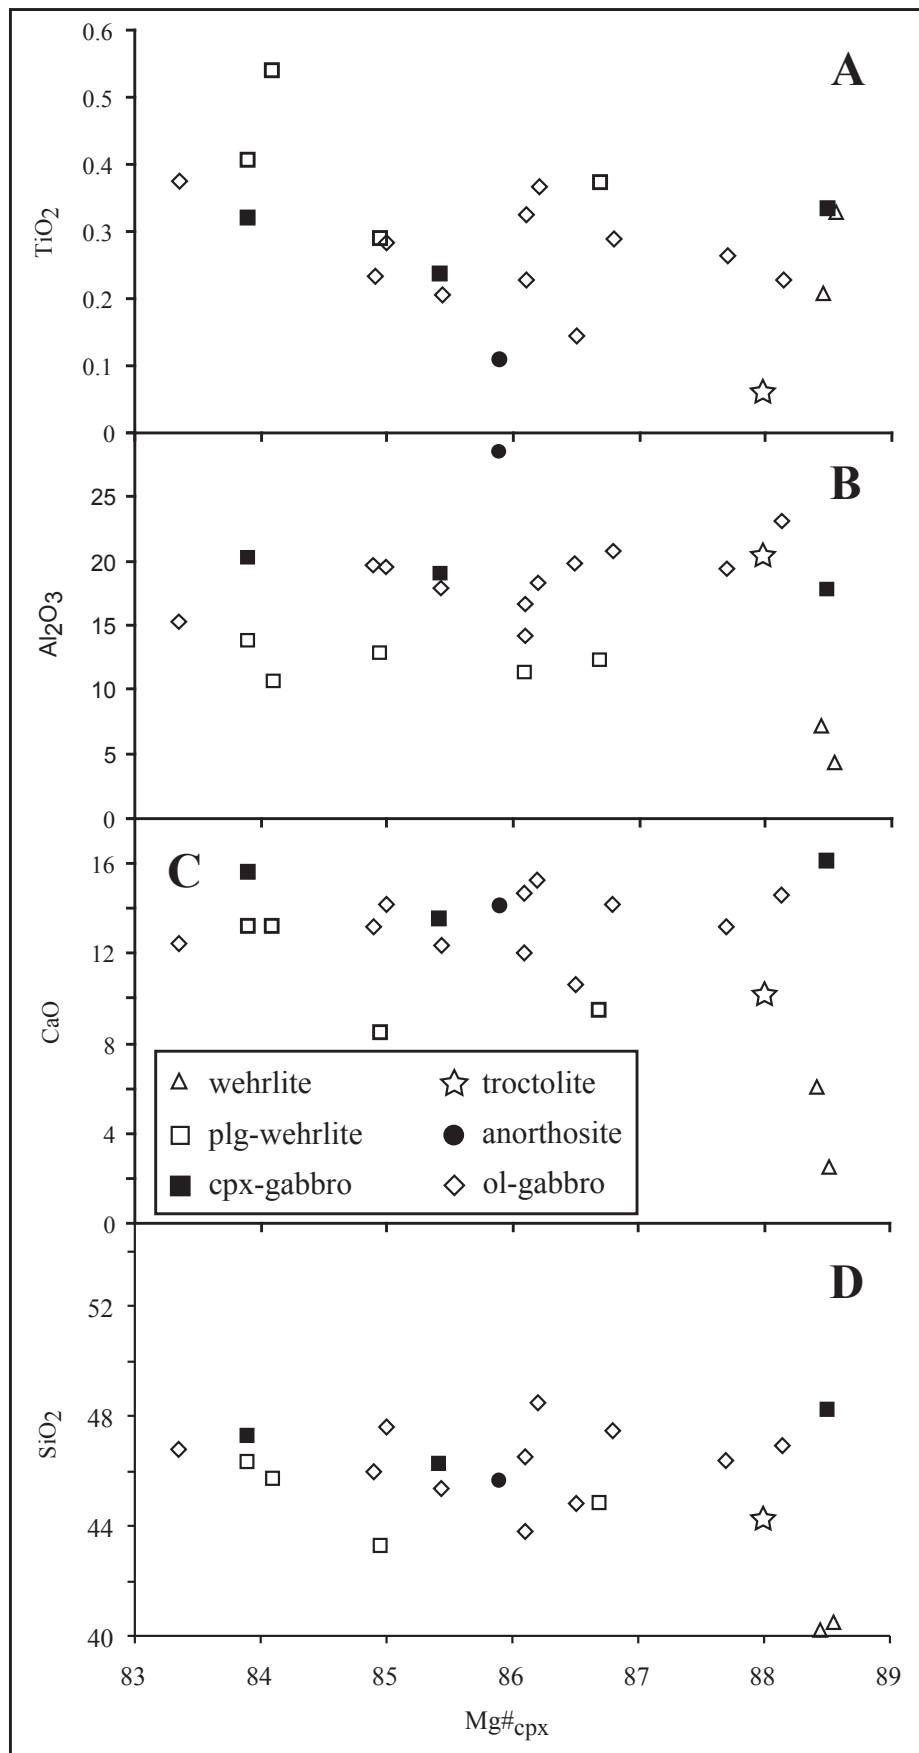 A
0.6
0.5
0.4
0.3
0.2
0.1
0
TiO2
B
25
20
15
10
5
0
Al2O3
C
16
12
8
4
0
CaO
wehrlite
troctolite
plg-wehrlite
anorthosite
cpx-gabbro
ol-gabbro
D
52
48
44
40
SiO2
83 84 85 86 87 88 89
Mg#cpx